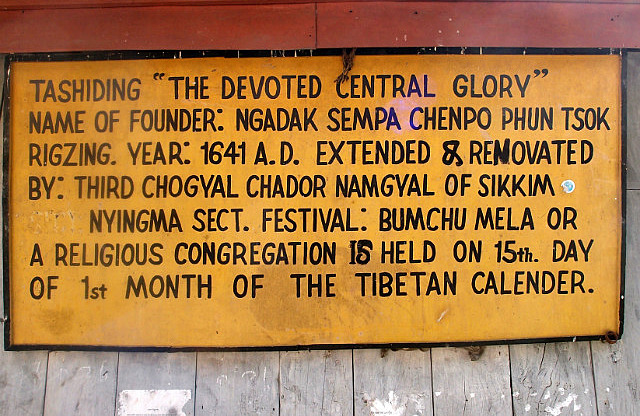 TASHIDING "THE DEVOTED CENTRAL GLORY"
NAME OF FOUNDER: NGADAK SEMPA CHENPO PHUN TSOK
RIGZING. YEAR: 1641 A.D. EXTENDED & RENOVATED
BY: THIRD CHOGYAL CHADOR NAMGYAL OF SIKKIM
NYINGMA SECT. FESTIVAL: BUMCHU MELA OR
A RELIGIOUS CONGREGATION IS HELD ON 15th. DAY
OF 1st MONTH OF THE TIBETAN CALENDER.